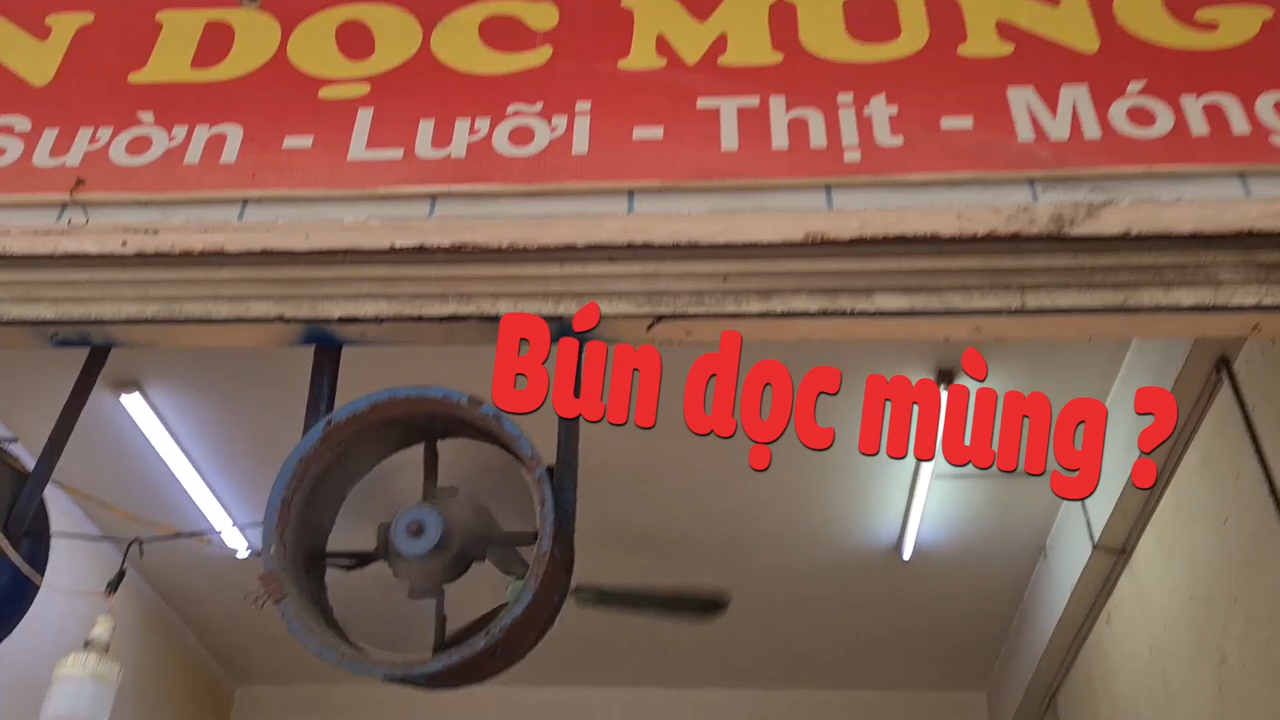 N DỌC MÙNG
Sườn - Lưỡi - Thịt - Móng
Bún dọc mùng ?